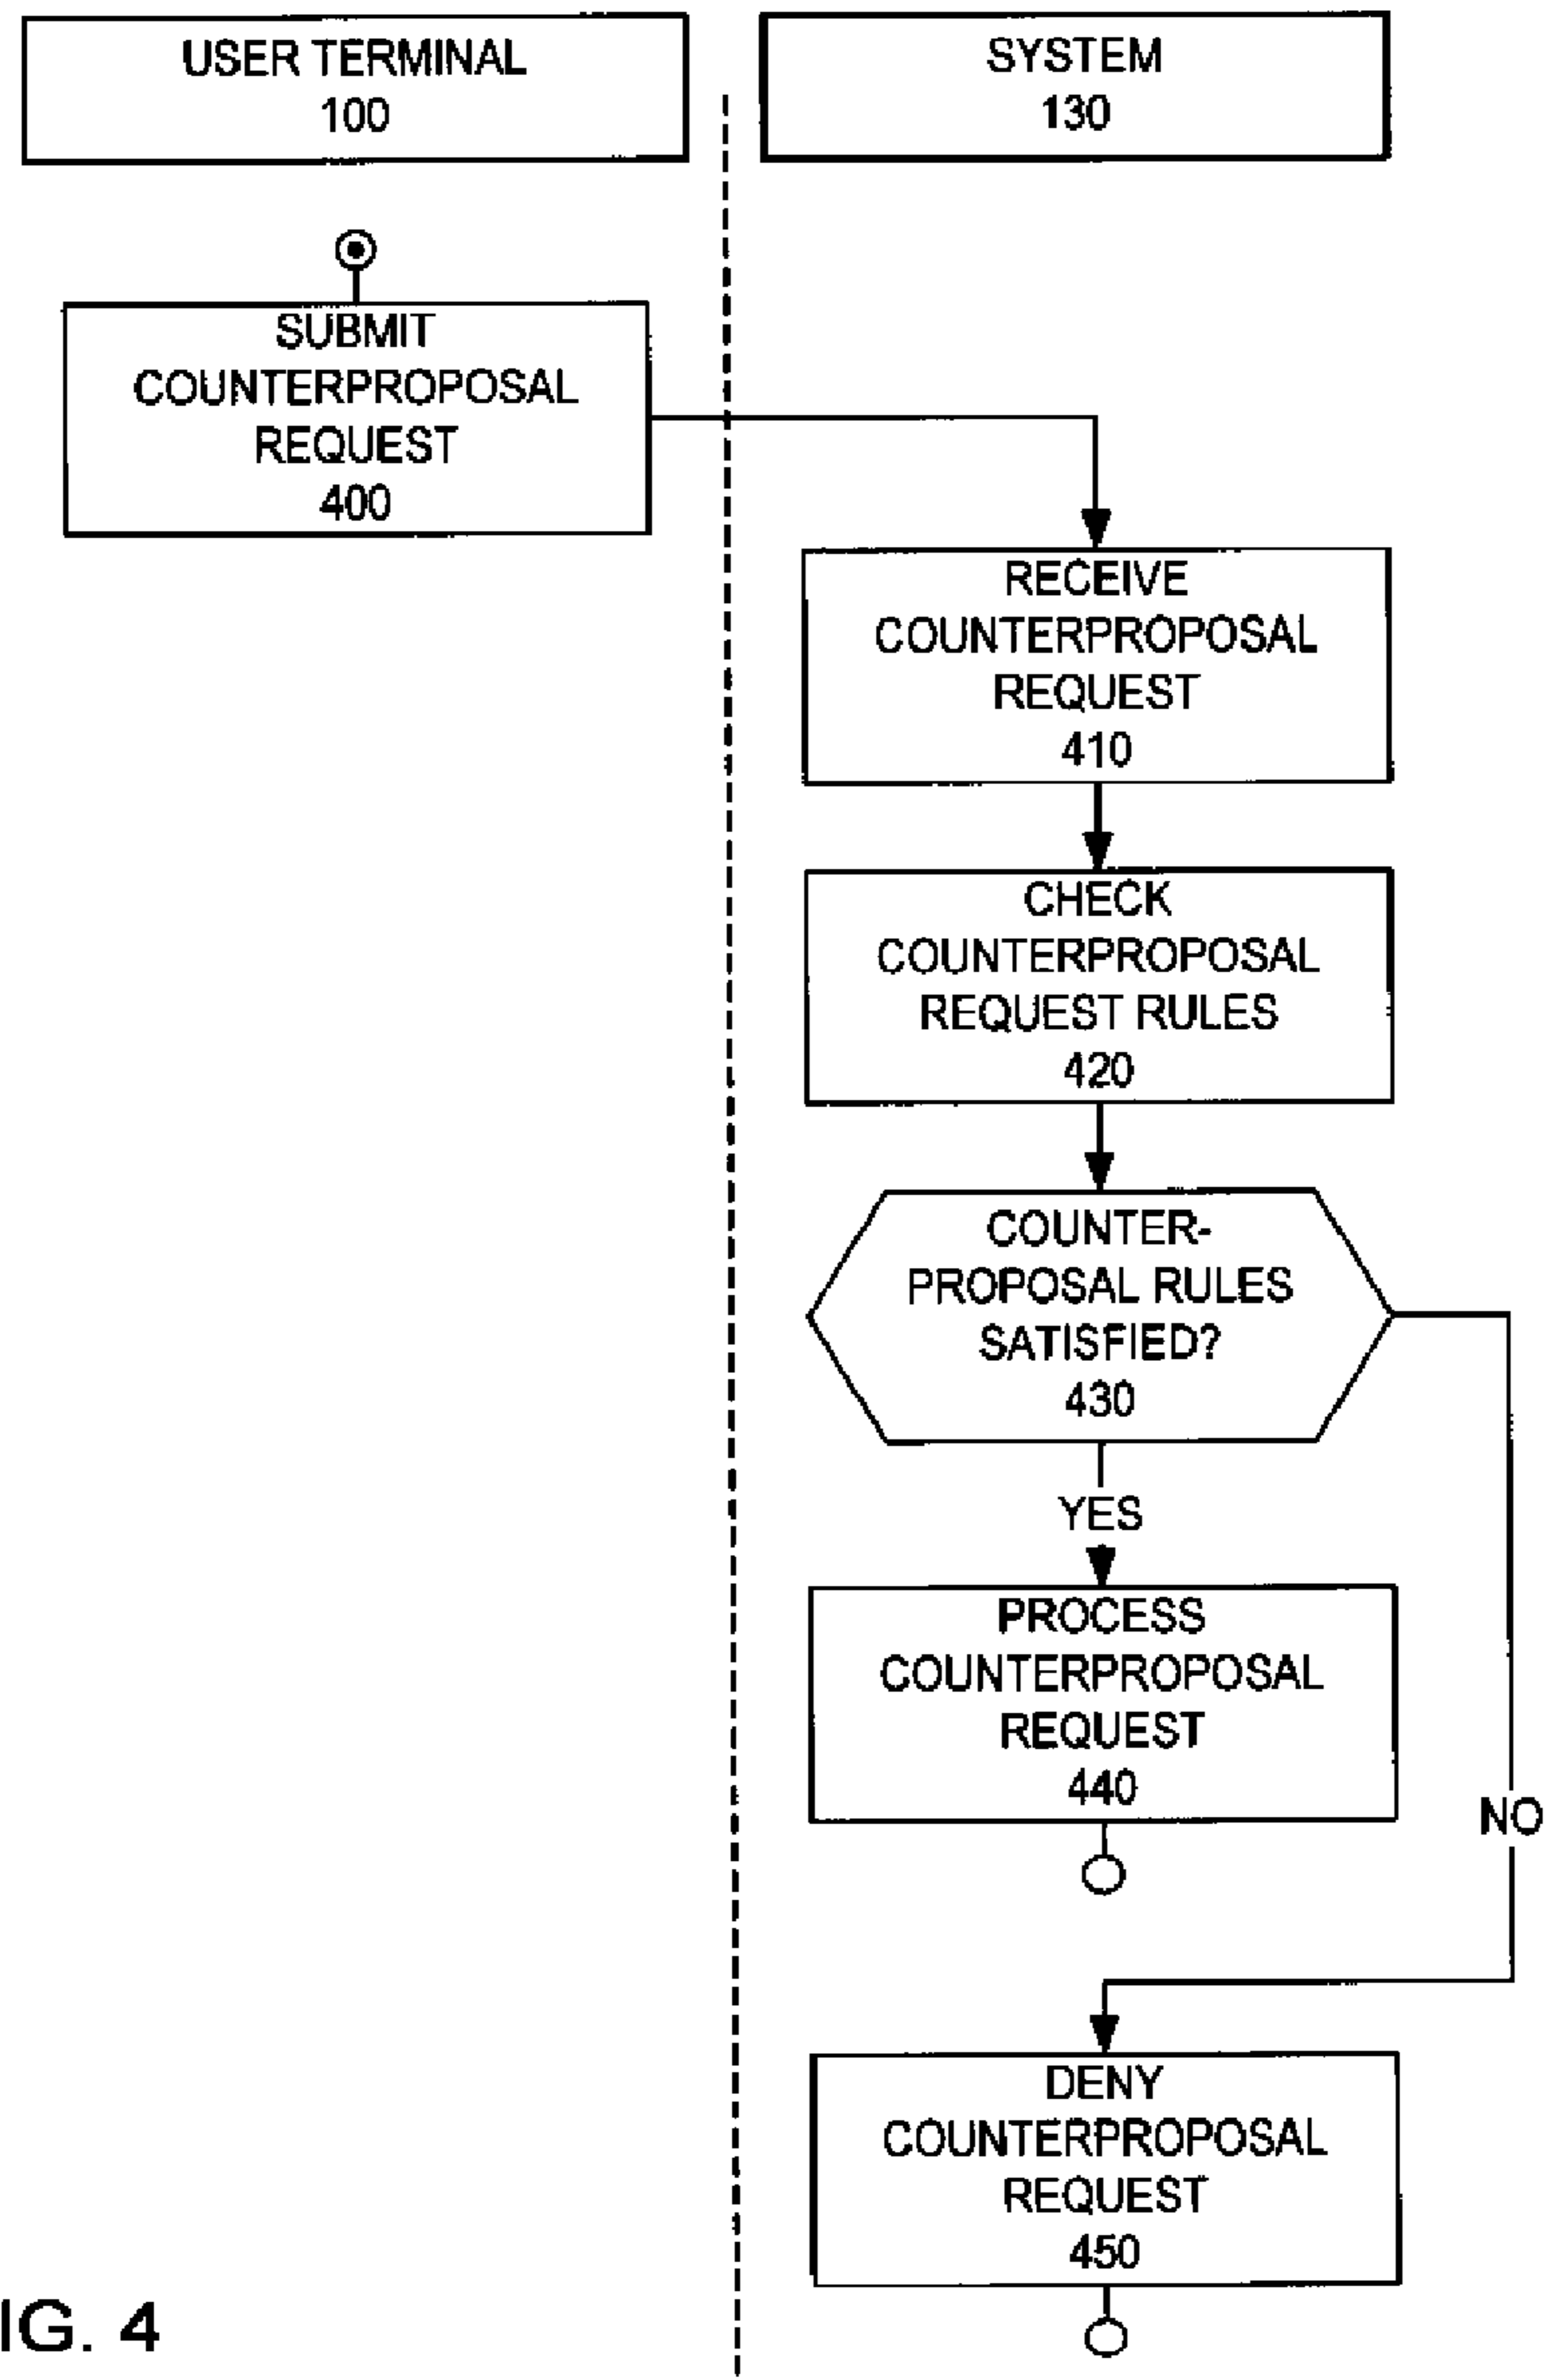 USER TERMINAL
100
SYSTEM
130
SUBMIT
COUNTERPROPOSAL
REQUEST
400
RECEIVE
COUNTERPROPOSAL
REQUEST
410
CHECK
COUNTERPROPOSAL
REQUEST RULES
420
COUNTER-
PROPOSAL RULES
SATISFIED?
430
YES
PROCESS
COUNTERPROPOSAL
REQUEST
440
NO
DENY
COUNTERPROPOSAL
REQUEST
450
IG. 4